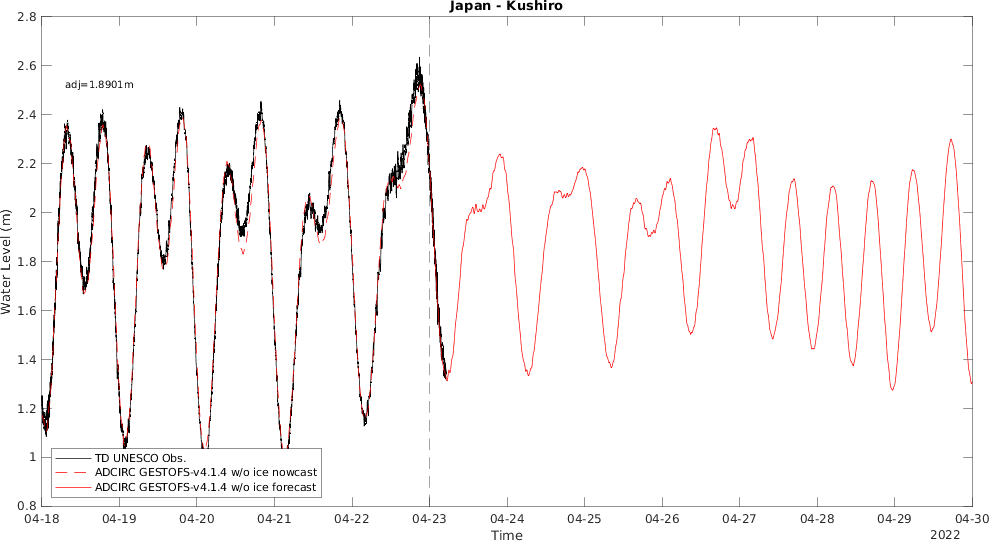 Japan - Kushiro
2.8
2.6
adj=1.8901m
2.4
2.2
2
Water Level (m)
1.8
1.6
1.4
1.2
1
0.8
TD UNESCO Obs.
ADCIRC GESTOFS-v4.1.4 w/o ice nowcast
ADCIRC GESTOFS-v4.1.4 w/o ice forecast
04-18 04-19 04-20 04-21 04-22 04-23 04-24 04-25 04-26 04-27 04-28 04-29 04-30
Time
2022